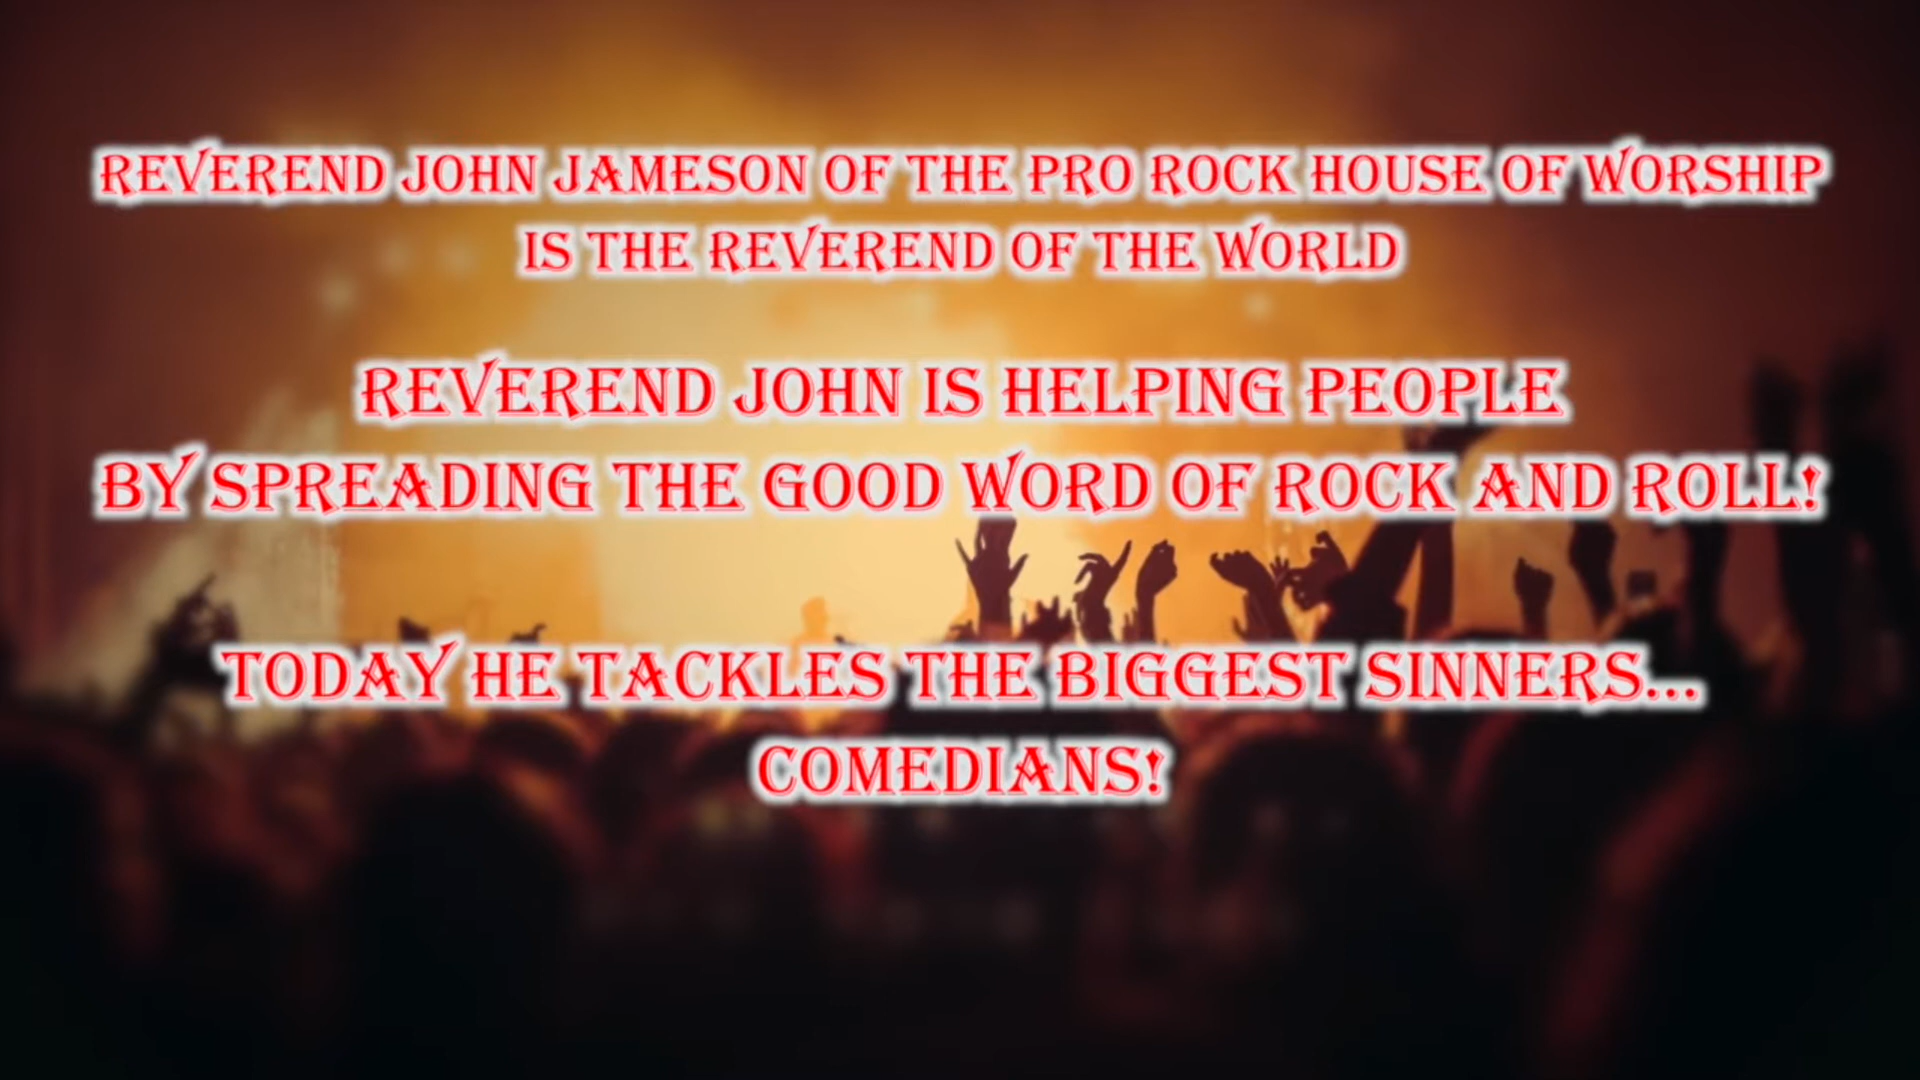 REVEREND JOHN JAMESON OF THE PRO ROCK HOUSE OF WORSHIP
IS THE REVEREND OF THE WORLD
REVEREND JOHN IS HELPING PEOPLE
BY SPREADING THE GOOD WORD OF ROCK AND ROLL!
TODAY HE TACKLES THE BIGGEST SINNERS...
COMEDIANS!